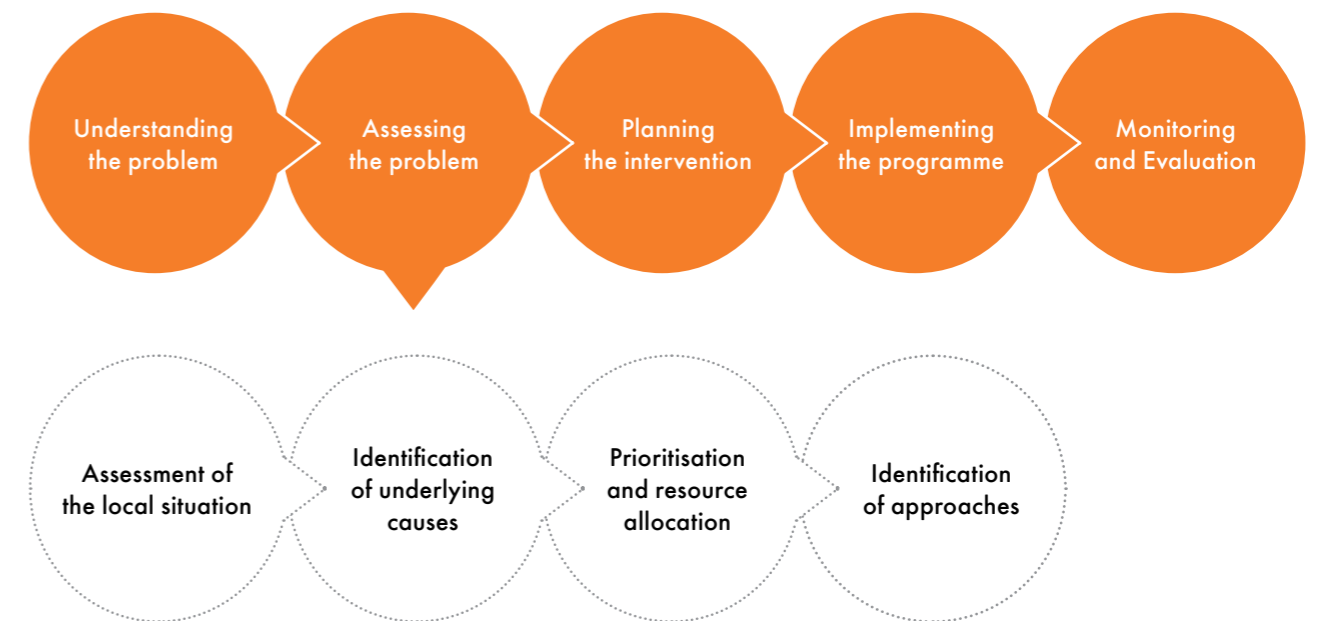 Understanding
the problem
Assessing
the problem
Planning
the intervention
Implementing
the programme
Monitoring
and Evaluation
Assessment of
the local situation
Identification
of underlying
causes
Prioritisation
and resource
allocation
Identification
of approaches